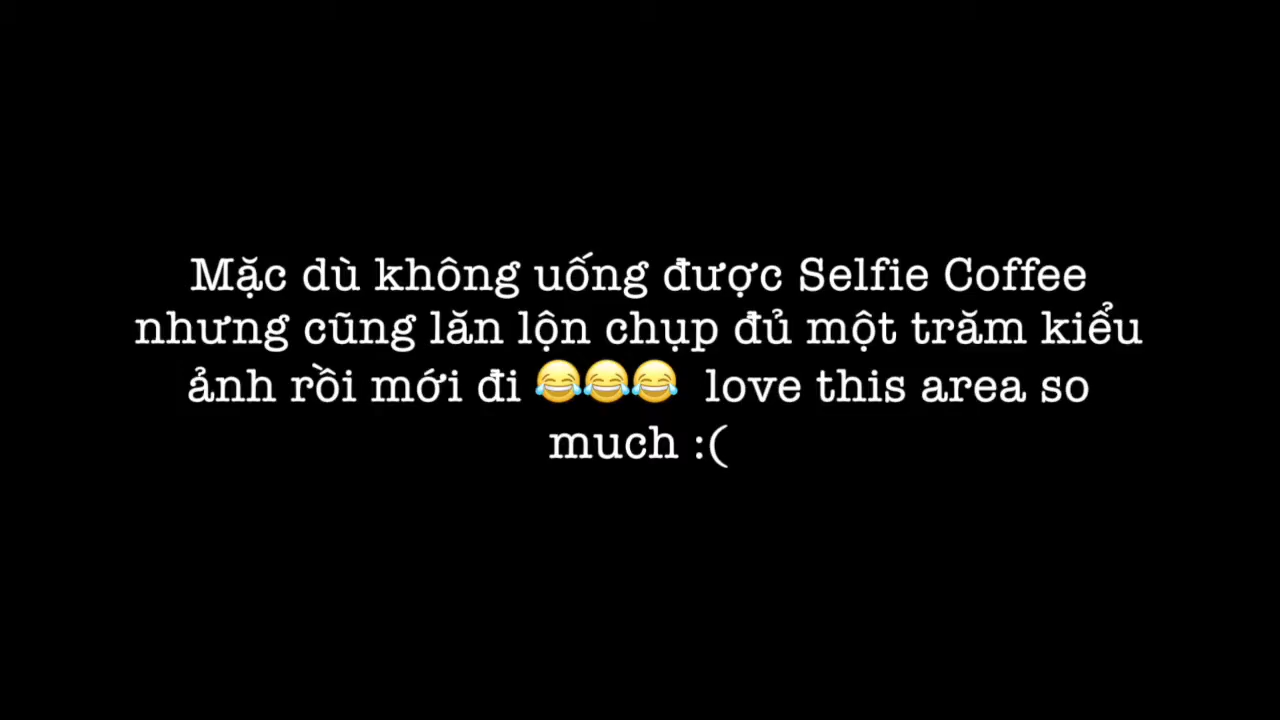 Mặc dù không uống được Selfie Coffee
nhưng cũng lăn lộn chụp đủ một trăm kiểu
ảnh rồi mới đi 😂😂😂 love this area so
much :(